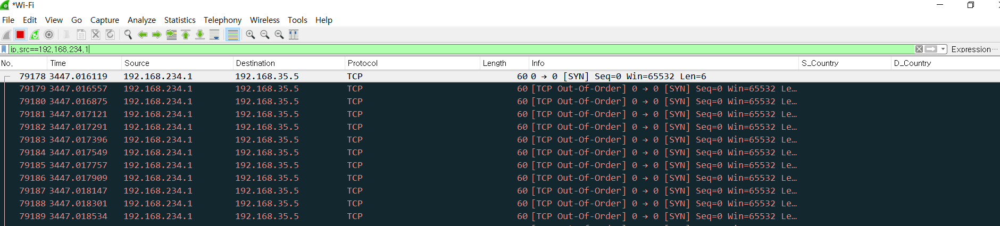 *Wi-Fi
File Edit View Go Capture Analyze Statistics Telephony Wireless Tools Help
ip.src==192.168.234.1 Expression…
No. Time Source Destination Protocol Length Info S_Country D_Country
79178 3447.016119 192.168.234.1 192.168.35.5 TCP 60 0 → 0 [SYN] Seq=0 Win=65532 Len=6
79179 3447.016557 192.168.234.1 192.168.35.5 TCP 60 [TCP Out-Of-Order] 0 → 0 [SYN] Seq=0 Win=65532 Le…
79180 3447.016875 192.168.234.1 192.168.35.5 TCP 60 [TCP Out-Of-Order] 0 → 0 [SYN] Seq=0 Win=65532 Le…
79181 3447.017121 192.168.234.1 192.168.35.5 TCP 60 [TCP Out-Of-Order] 0 → 0 [SYN] Seq=0 Win=65532 Le…
79182 3447.017291 192.168.234.1 192.168.35.5 TCP 60 [TCP Out-Of-Order] 0 → 0 [SYN] Seq=0 Win=65532 Le…
79183 3447.017396 192.168.234.1 192.168.35.5 TCP 60 [TCP Out-Of-Order] 0 → 0 [SYN] Seq=0 Win=65532 Le…
79184 3447.017549 192.168.234.1 192.168.35.5 TCP 60 [TCP Out-Of-Order] 0 → 0 [SYN] Seq=0 Win=65532 Le…
79185 3447.017757 192.168.234.1 192.168.35.5 TCP 60 [TCP Out-Of-Order] 0 → 0 [SYN] Seq=0 Win=65532 Le…
79186 3447.017909 192.168.234.1 192.168.35.5 TCP 60 [TCP Out-Of-Order] 0 → 0 [SYN] Seq=0 Win=65532 Le…
79187 3447.018147 192.168.234.1 192.168.35.5 TCP 60 [TCP Out-Of-Order] 0 → 0 [SYN] Seq=0 Win=65532 Le…
79188 3447.018301 192.168.234.1 192.168.35.5 TCP 60 [TCP Out-Of-Order] 0 → 0 [SYN] Seq=0 Win=65532 Le…
79189 3447.018534 192.168.234.1 192.168.35.5 TCP 60 [TCP Out-Of-Order] 0 → 0 [SYN] Seq=0 Win=65532 Le…